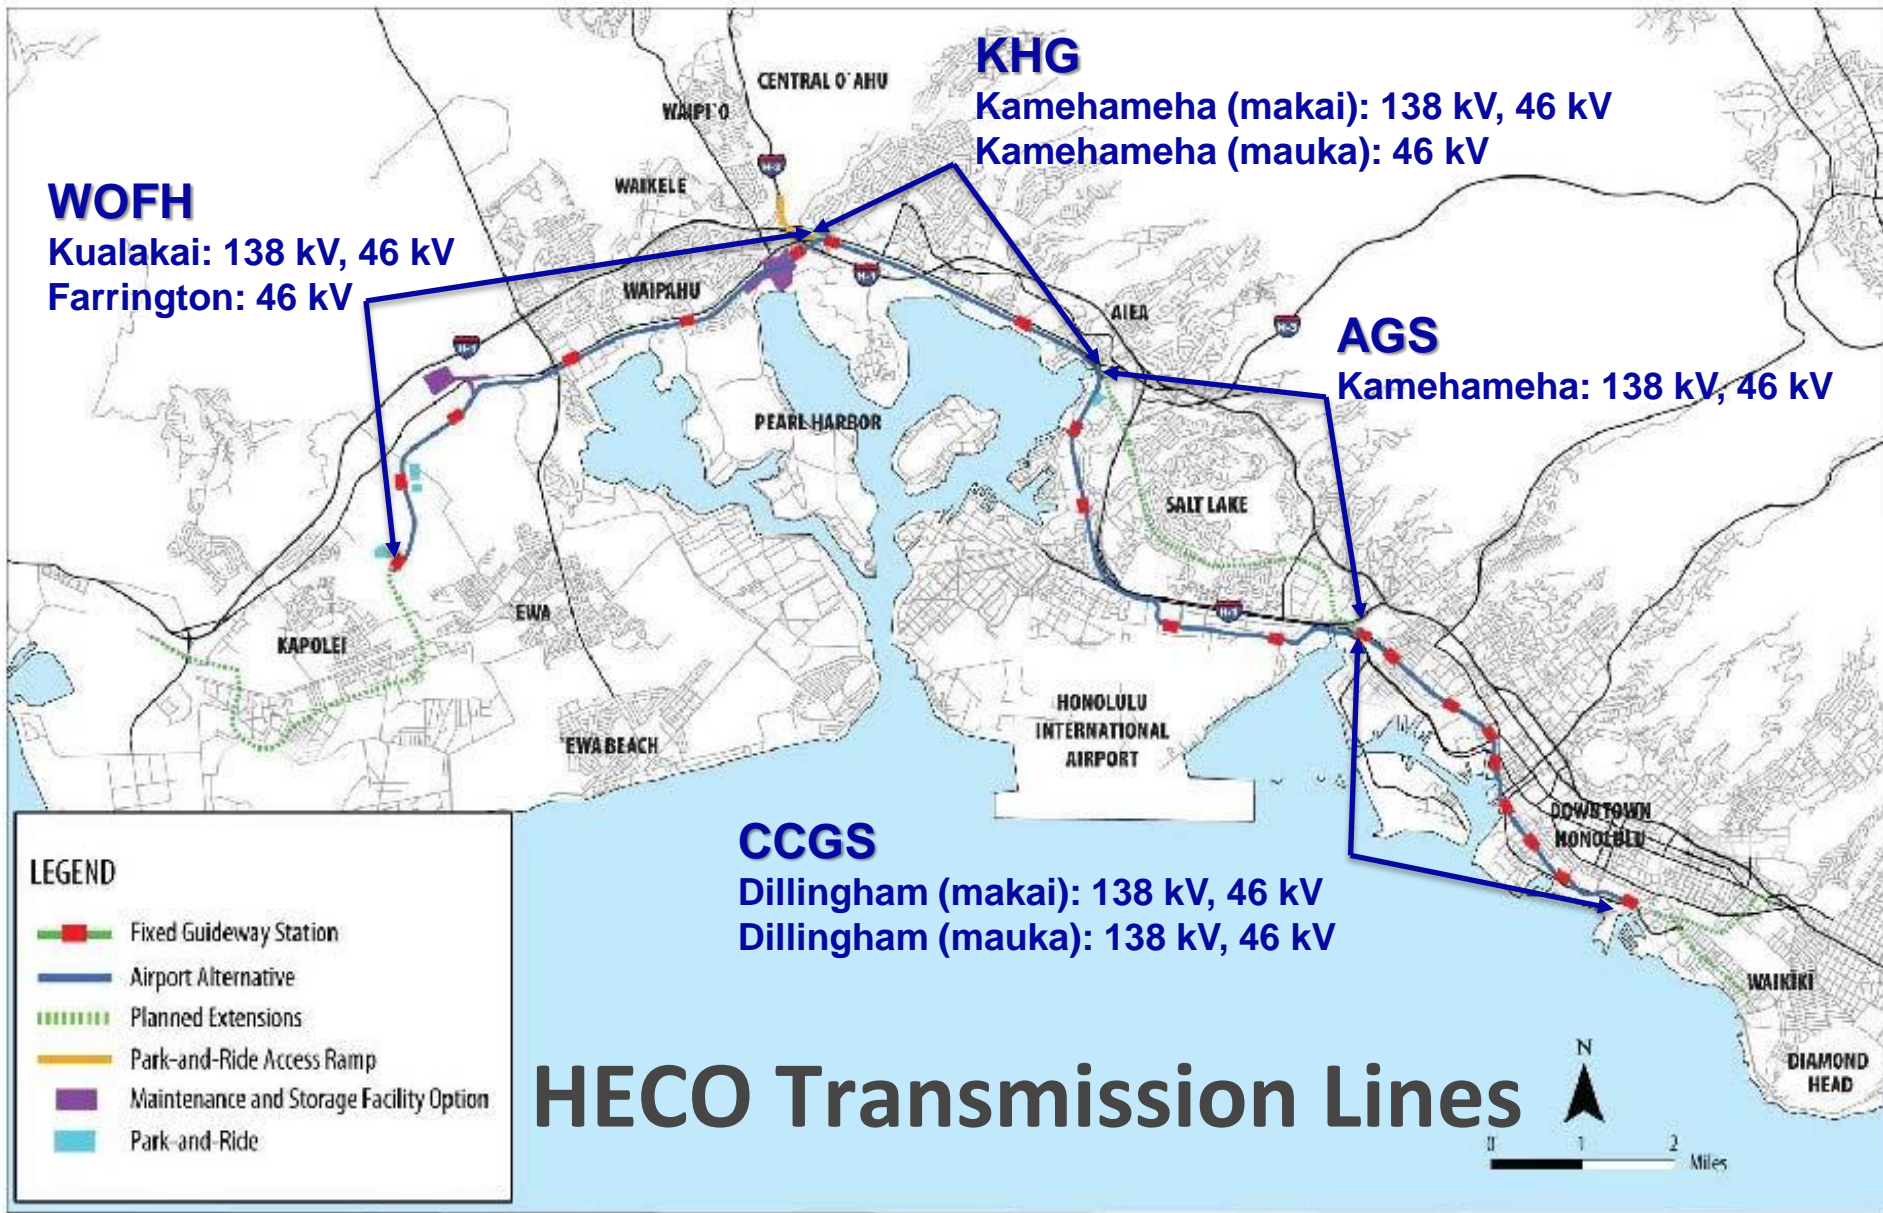 KHG
Kamehameha (makai): 138 kV, 46 kV
Kamehameha (mauka): 46 kV
CENTRAL O`AHU
WAIPI`O
WAIKELE
WOFH
Kualakai: 138 kV, 46 kV
Farrington: 46 kV
WAIPAHU
AIEA
AGS
Kamehameha: 138 kV, 46 kV
PEARL HARBOR
SALT LAKE
EWA
KAPOLEI
EWA BEACH
HONOLULU
INTERNATIONAL
AIRPORT
CCGS
Dillingham (makai): 138 kV, 46 kV
Dillingham (mauka): 138 kV, 46 kV
DOWNTOWN
HONOLULU
WAIKIKI
DIAMOND
HEAD
LEGEND
Fixed Guideway Station
Airport Alternative
Planned Extensions
Park-and-Ride Access Ramp
Maintenance and Storage Facility Option
Park-and-Ride
HECO Transmission Lines
N
0 1 2
Miles